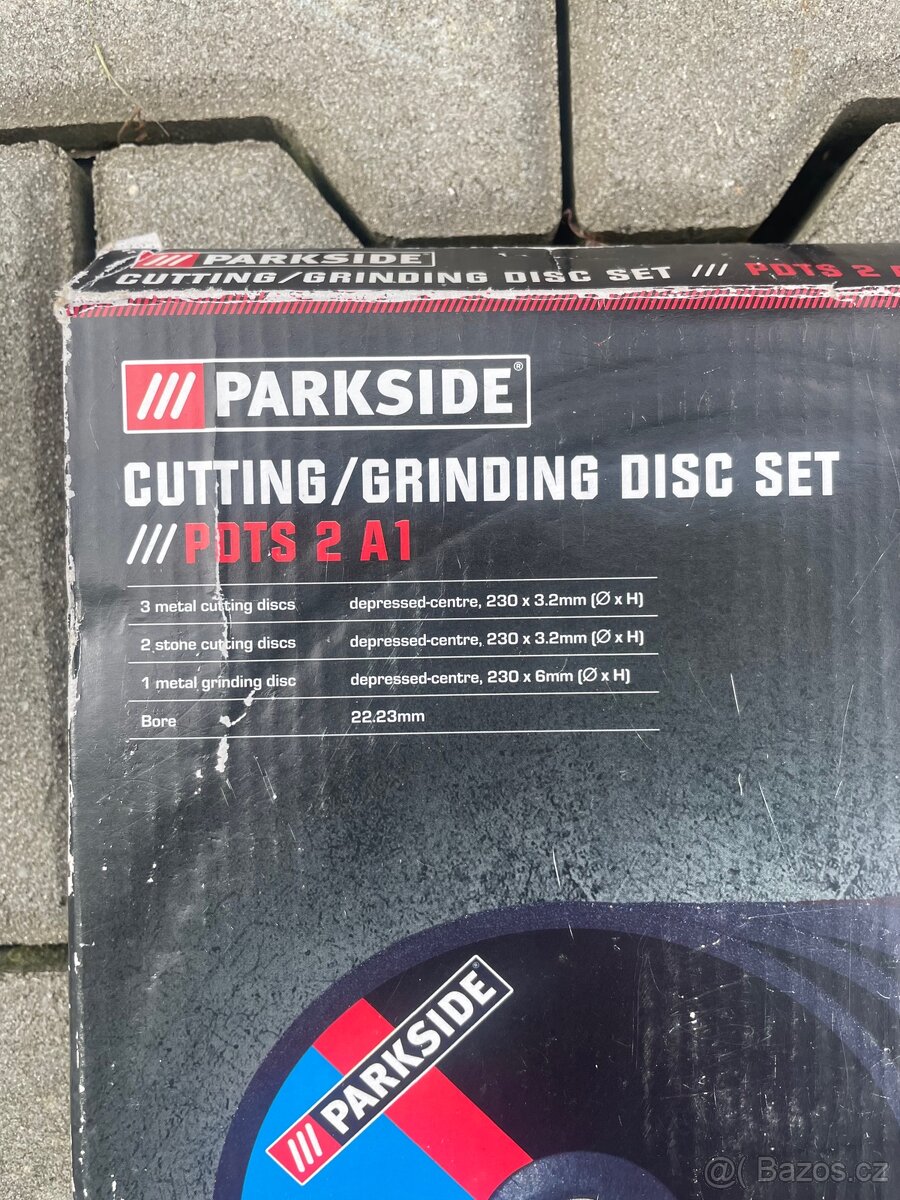 PARKSIDE
CUTTING/GRINDING DISC SET /// PDTS 2 A
PARKSIDE®
CUTTING/GRINDING DISC SET
/// PDTS 2 A1
3 metal cutting discs depressed-centre, 230 x 3.2mm (Ø x H)
2 stone cutting discs depressed-centre, 230 x 3.2mm (Ø x H)
1 metal grinding disc depressed-centre, 230 x 6mm (Ø x H)
Bore 22.23mm
PARKSIDE®
@( Bazos.cz